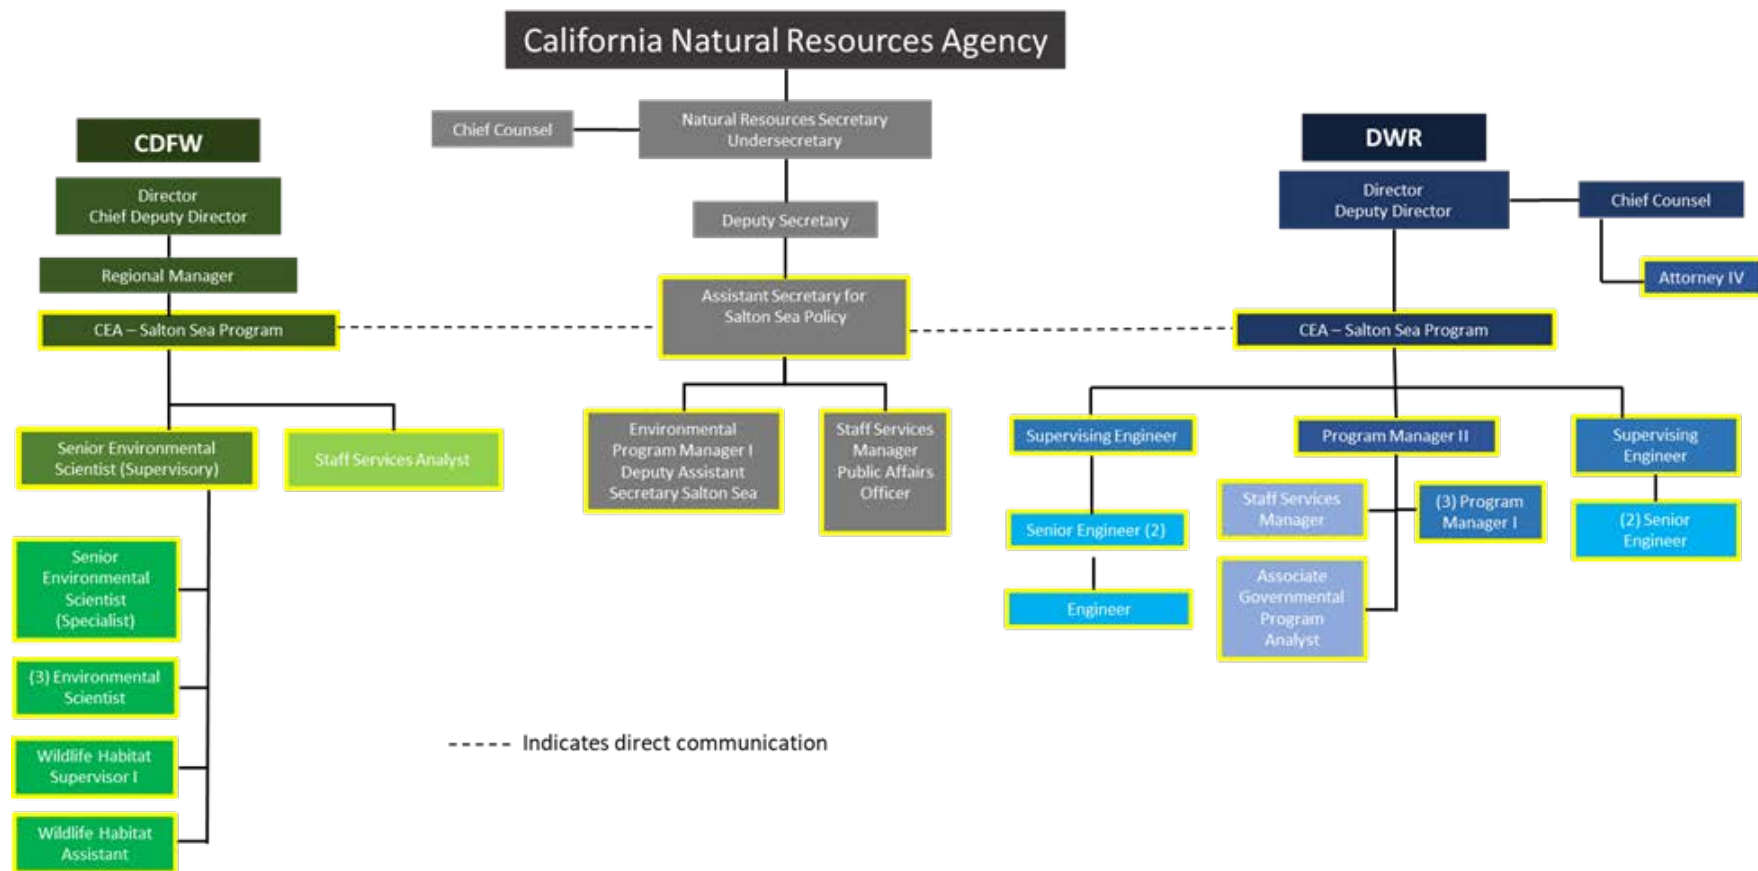 California Natural Resources Agency
Chief Counsel
Natural Resources Secretary
Undersecretary
Deputy Secretary
Assistant Secretary for
Salton Sea Policy
Environmental
Program Manager I
Deputy Assistant
Secretary Salton Sea
Staff Services
Manager
Public Affairs
Officer
CDFW
Director
Chief Deputy Director
Regional Manager
CEA – Salton Sea Program
Senior Environmental
Scientist (Supervisory)
Staff Services Analyst
Senior
Environmental
Scientist
(Specialist)
(3) Environmental
Scientist
Wildlife Habitat
Supervisor I
Wildlife Habitat
Assistant
DWR
Director
Deputy Director
Chief Counsel
Attorney IV
CEA – Salton Sea Program
Supervising Engineer
Senior Engineer (2)
Engineer
Program Manager II
Staff Services
Manager
(3) Program
Manager I
Associate
Governmental
Program
Analyst
Supervising
Engineer
(2) Senior
Engineer
----- Indicates direct communication